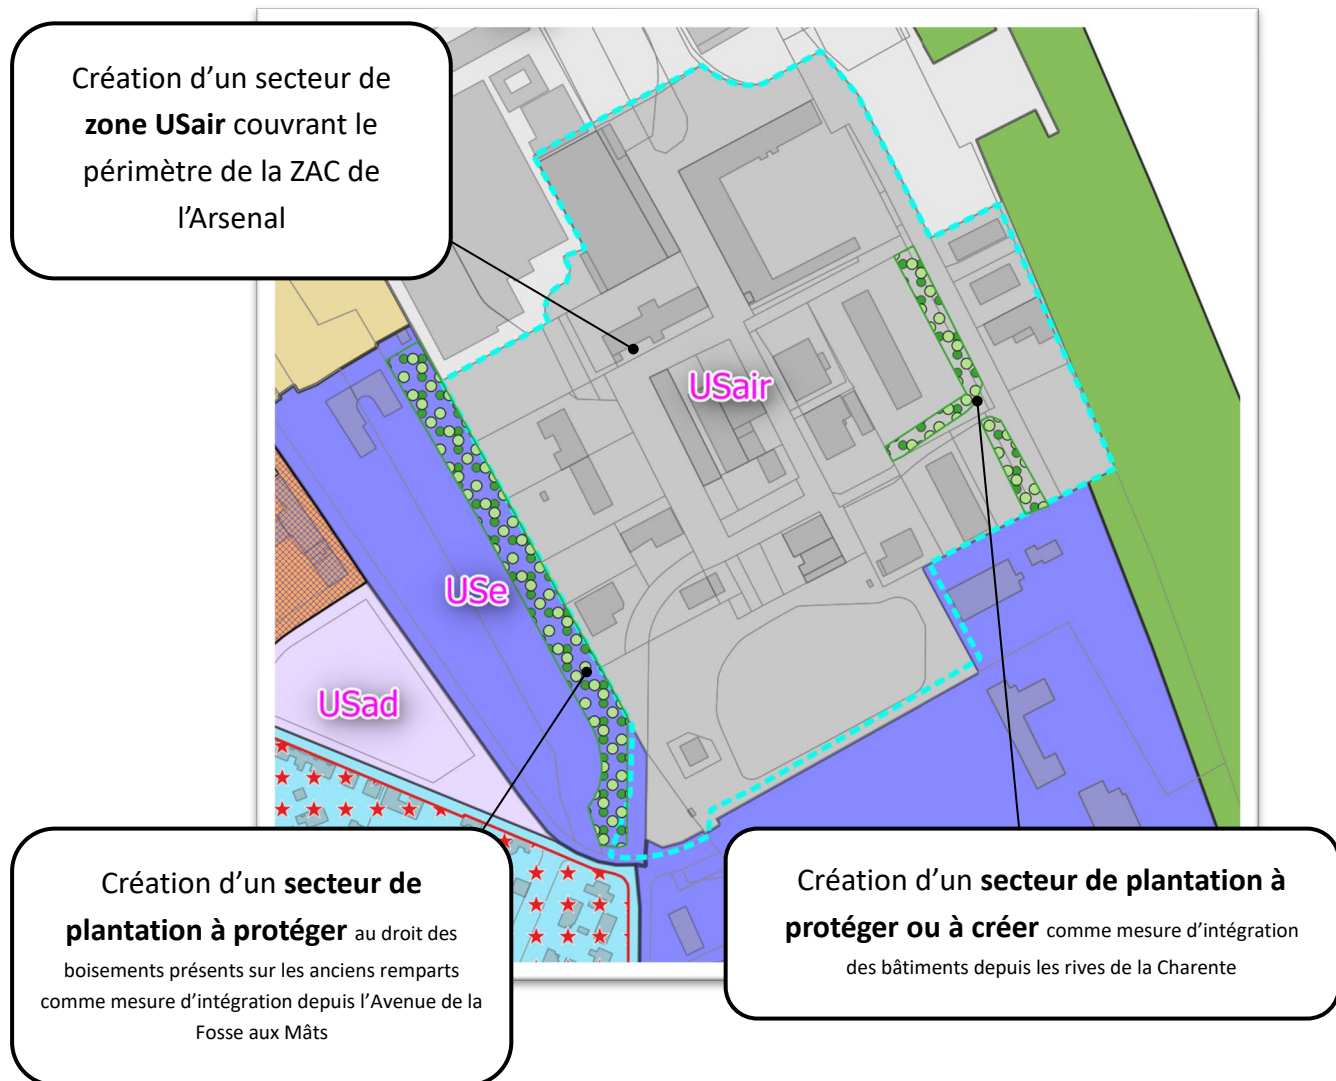 Création d’un secteur de
zone USair couvrant le
périmètre de la ZAC de
l’Arsenal
USair
USe
USad
Création d’un secteur de
plantation à protéger au droit des
boisements présents sur les anciens remparts
comme mesure d’intégration depuis l’Avenue de la
Fosse aux Mâts
Création d’un secteur de plantation à
protéger ou à créer comme mesure d’intégration
des bâtiments depuis les rives de la Charente